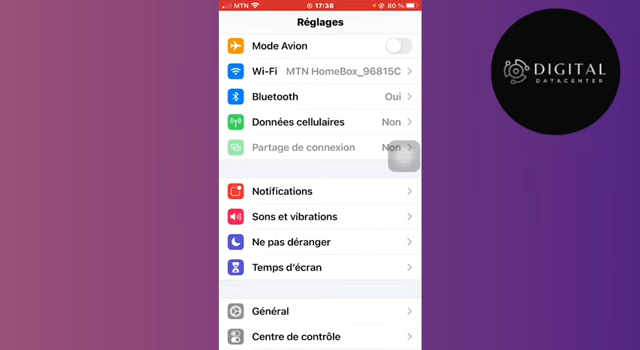 MTN 17:38 80 %
Réglages
Mode Avion
Wi-Fi MTN HomeBox_96815C
Bluetooth Oui
Données cellulaires Non
Partage de connexion Non
Notifications
Sons et vibrations
Ne pas déranger
Temps d'écran
Général
Centre de contrôle
DIGITAL
DATACENTER